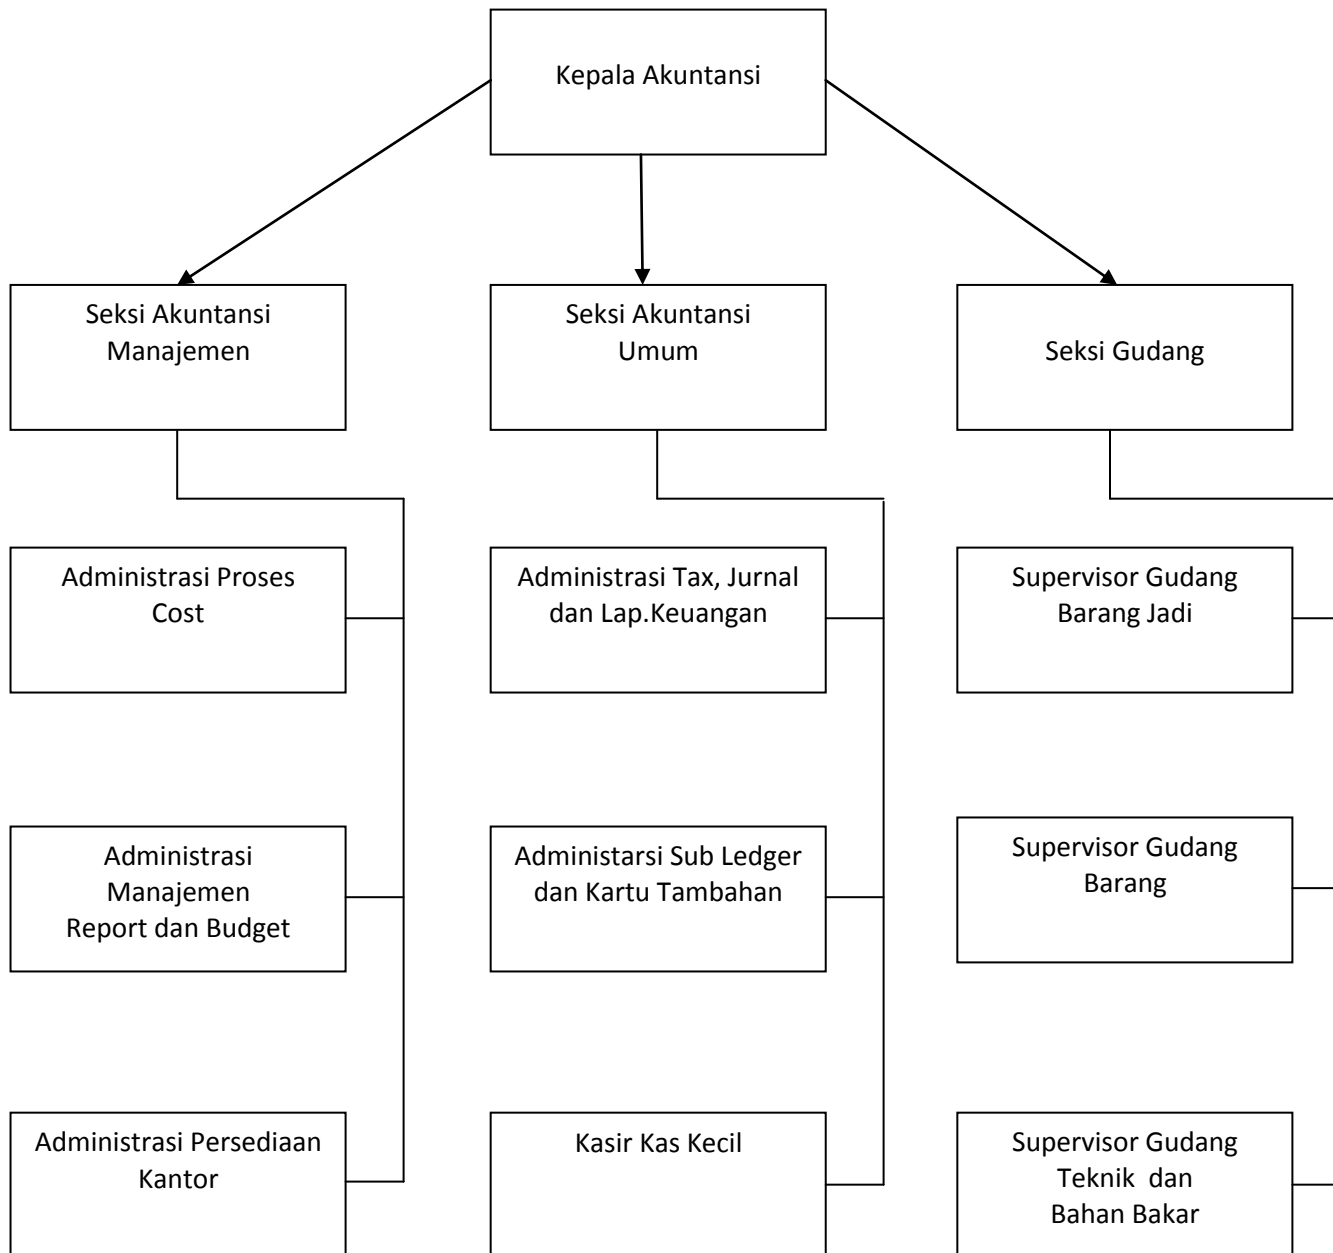 Kepala Akuntansi
Seksi Akuntansi
Manajemen
Seksi Akuntansi
Umum
Seksi Gudang
Administrasi Proses
Cost
Administrasi Tax, Jurnal
dan Lap.Keuangan
Supervisor Gudang
Barang Jadi
Administrasi
Manajemen
Report dan Budget
Administarsi Sub Ledger
dan Kartu Tambahan
Supervisor Gudang
Barang
Administrasi Persediaan
Kantor
Kasir Kas Kecil
Supervisor Gudang
Teknik  dan
Bahan Bakar